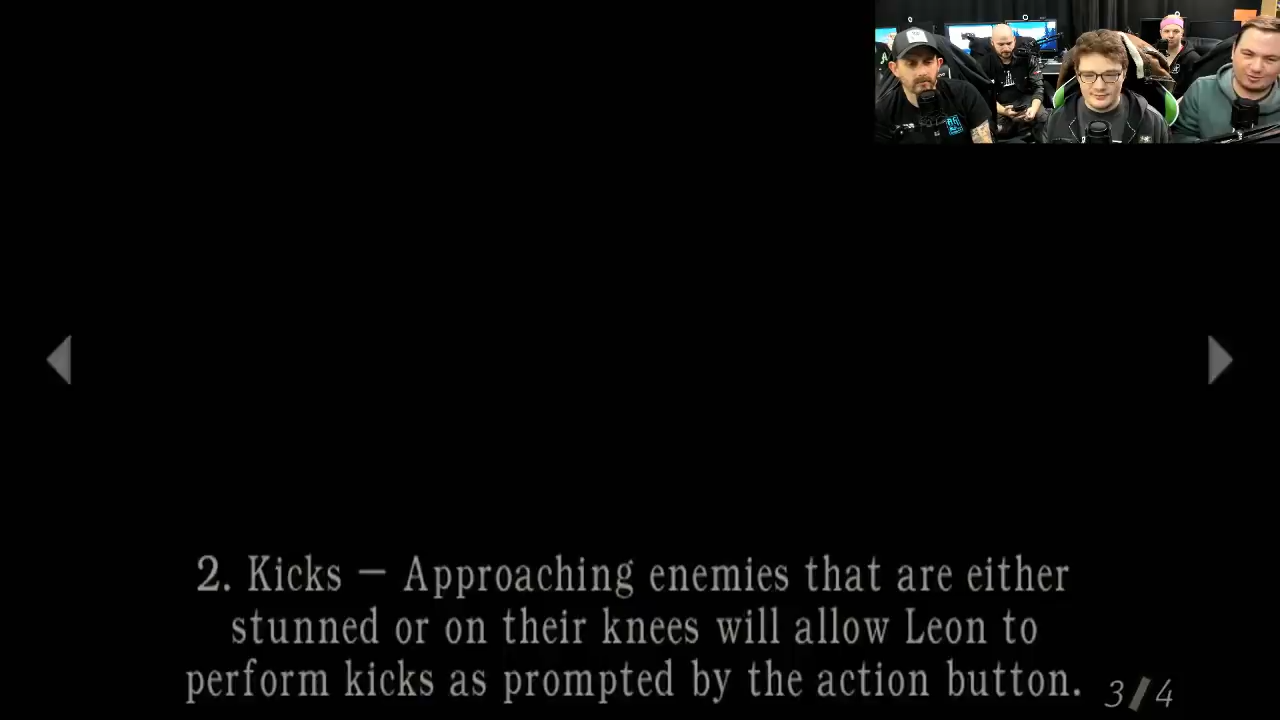 2. Kicks — Approaching enemies that are either
stunned or on their knees will allow Leon to
perform kicks as prompted by the action button.
3/4